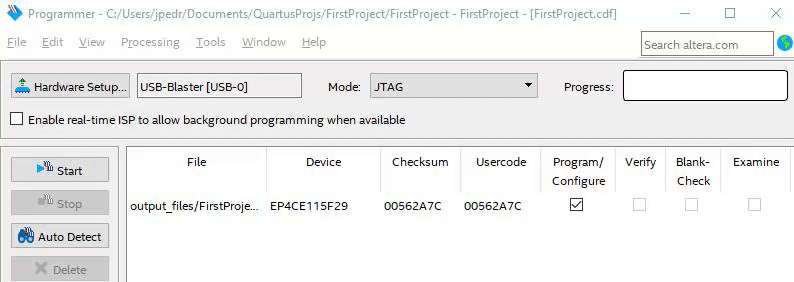 Programmer - C:/Users/jpedr/Documents/QuartusProjs/FirstProject/FirstProject - FirstProject - [FirstProject.cdf]
File Edit View Processing Tools Window Help
Search altera.com
Hardware Setup... USB-Blaster [USB-0] Mode: JTAG Progress:
Enable real-time ISP to allow background programming when available
Start
Stop
Auto Detect
Delete
File Device Checksum Usercode Program/ Verify Blank- Examine
Configure Check
output_files/FirstProje... EP4CE115F29 00562A7C 00562A7C